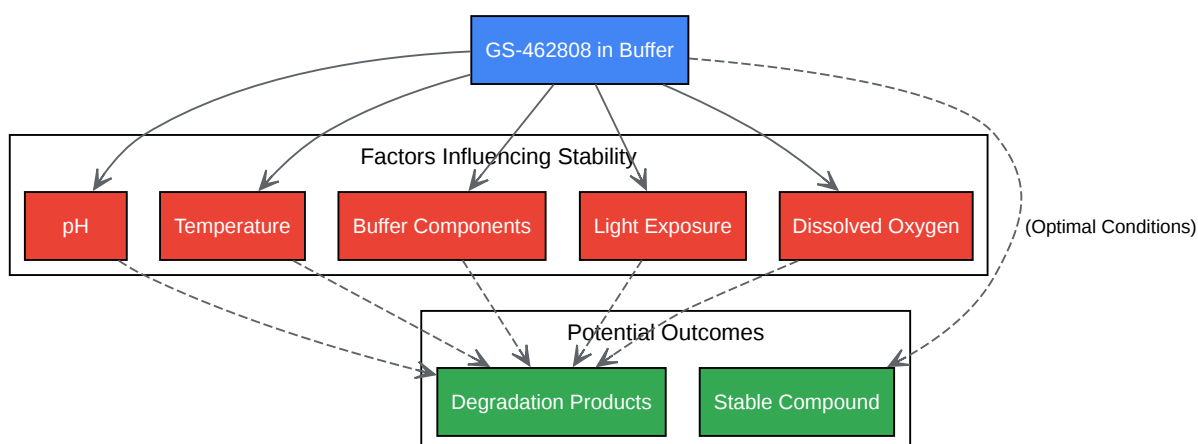 GS-462808 in Buffer
Factors Influencing Stability
pH
Temperature
Buffer Components
Light Exposure
Dissolved Oxygen
(Optimal Conditions)
Potential Outcomes
Degradation Products
Stable Compound